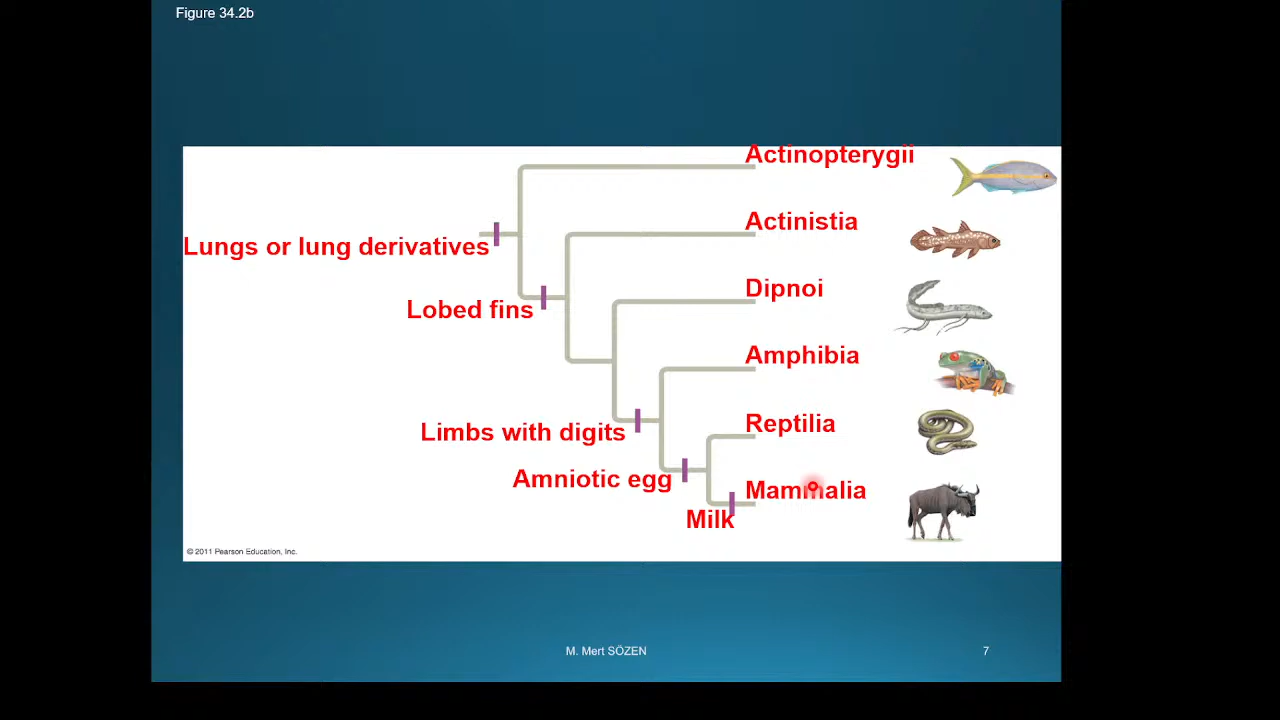 Figure 34.2b
Actinopterygii
Actinistia
Lungs or lung derivatives
Dipnoi
Lobed fins
Amphibia
Reptilia
Limbs with digits
Amniotic egg
Mammalia
Milk
© 2011 Pearson Education, Inc.
M. Mert SÖZEN
7